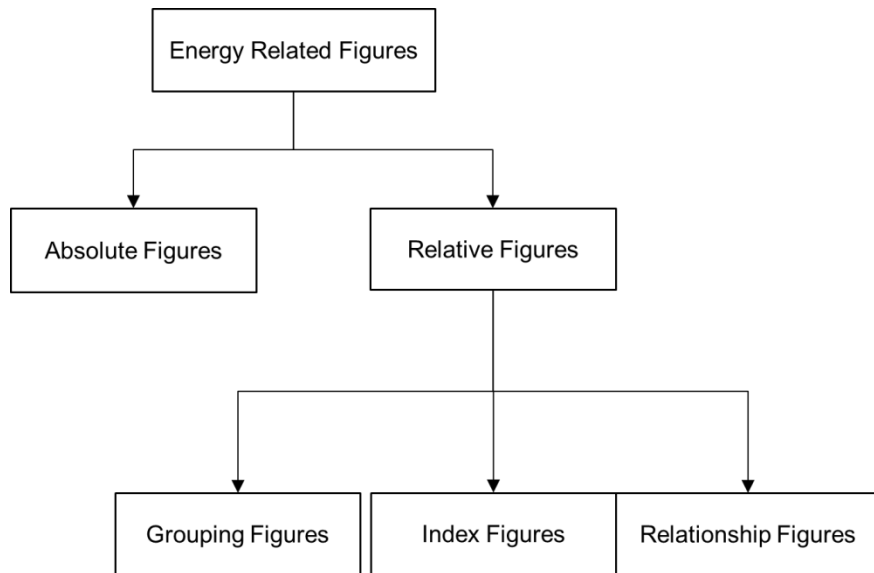 Energy Related Figures
Absolute Figures
Relative Figures
Grouping Figures
Index Figures
Relationship Figures